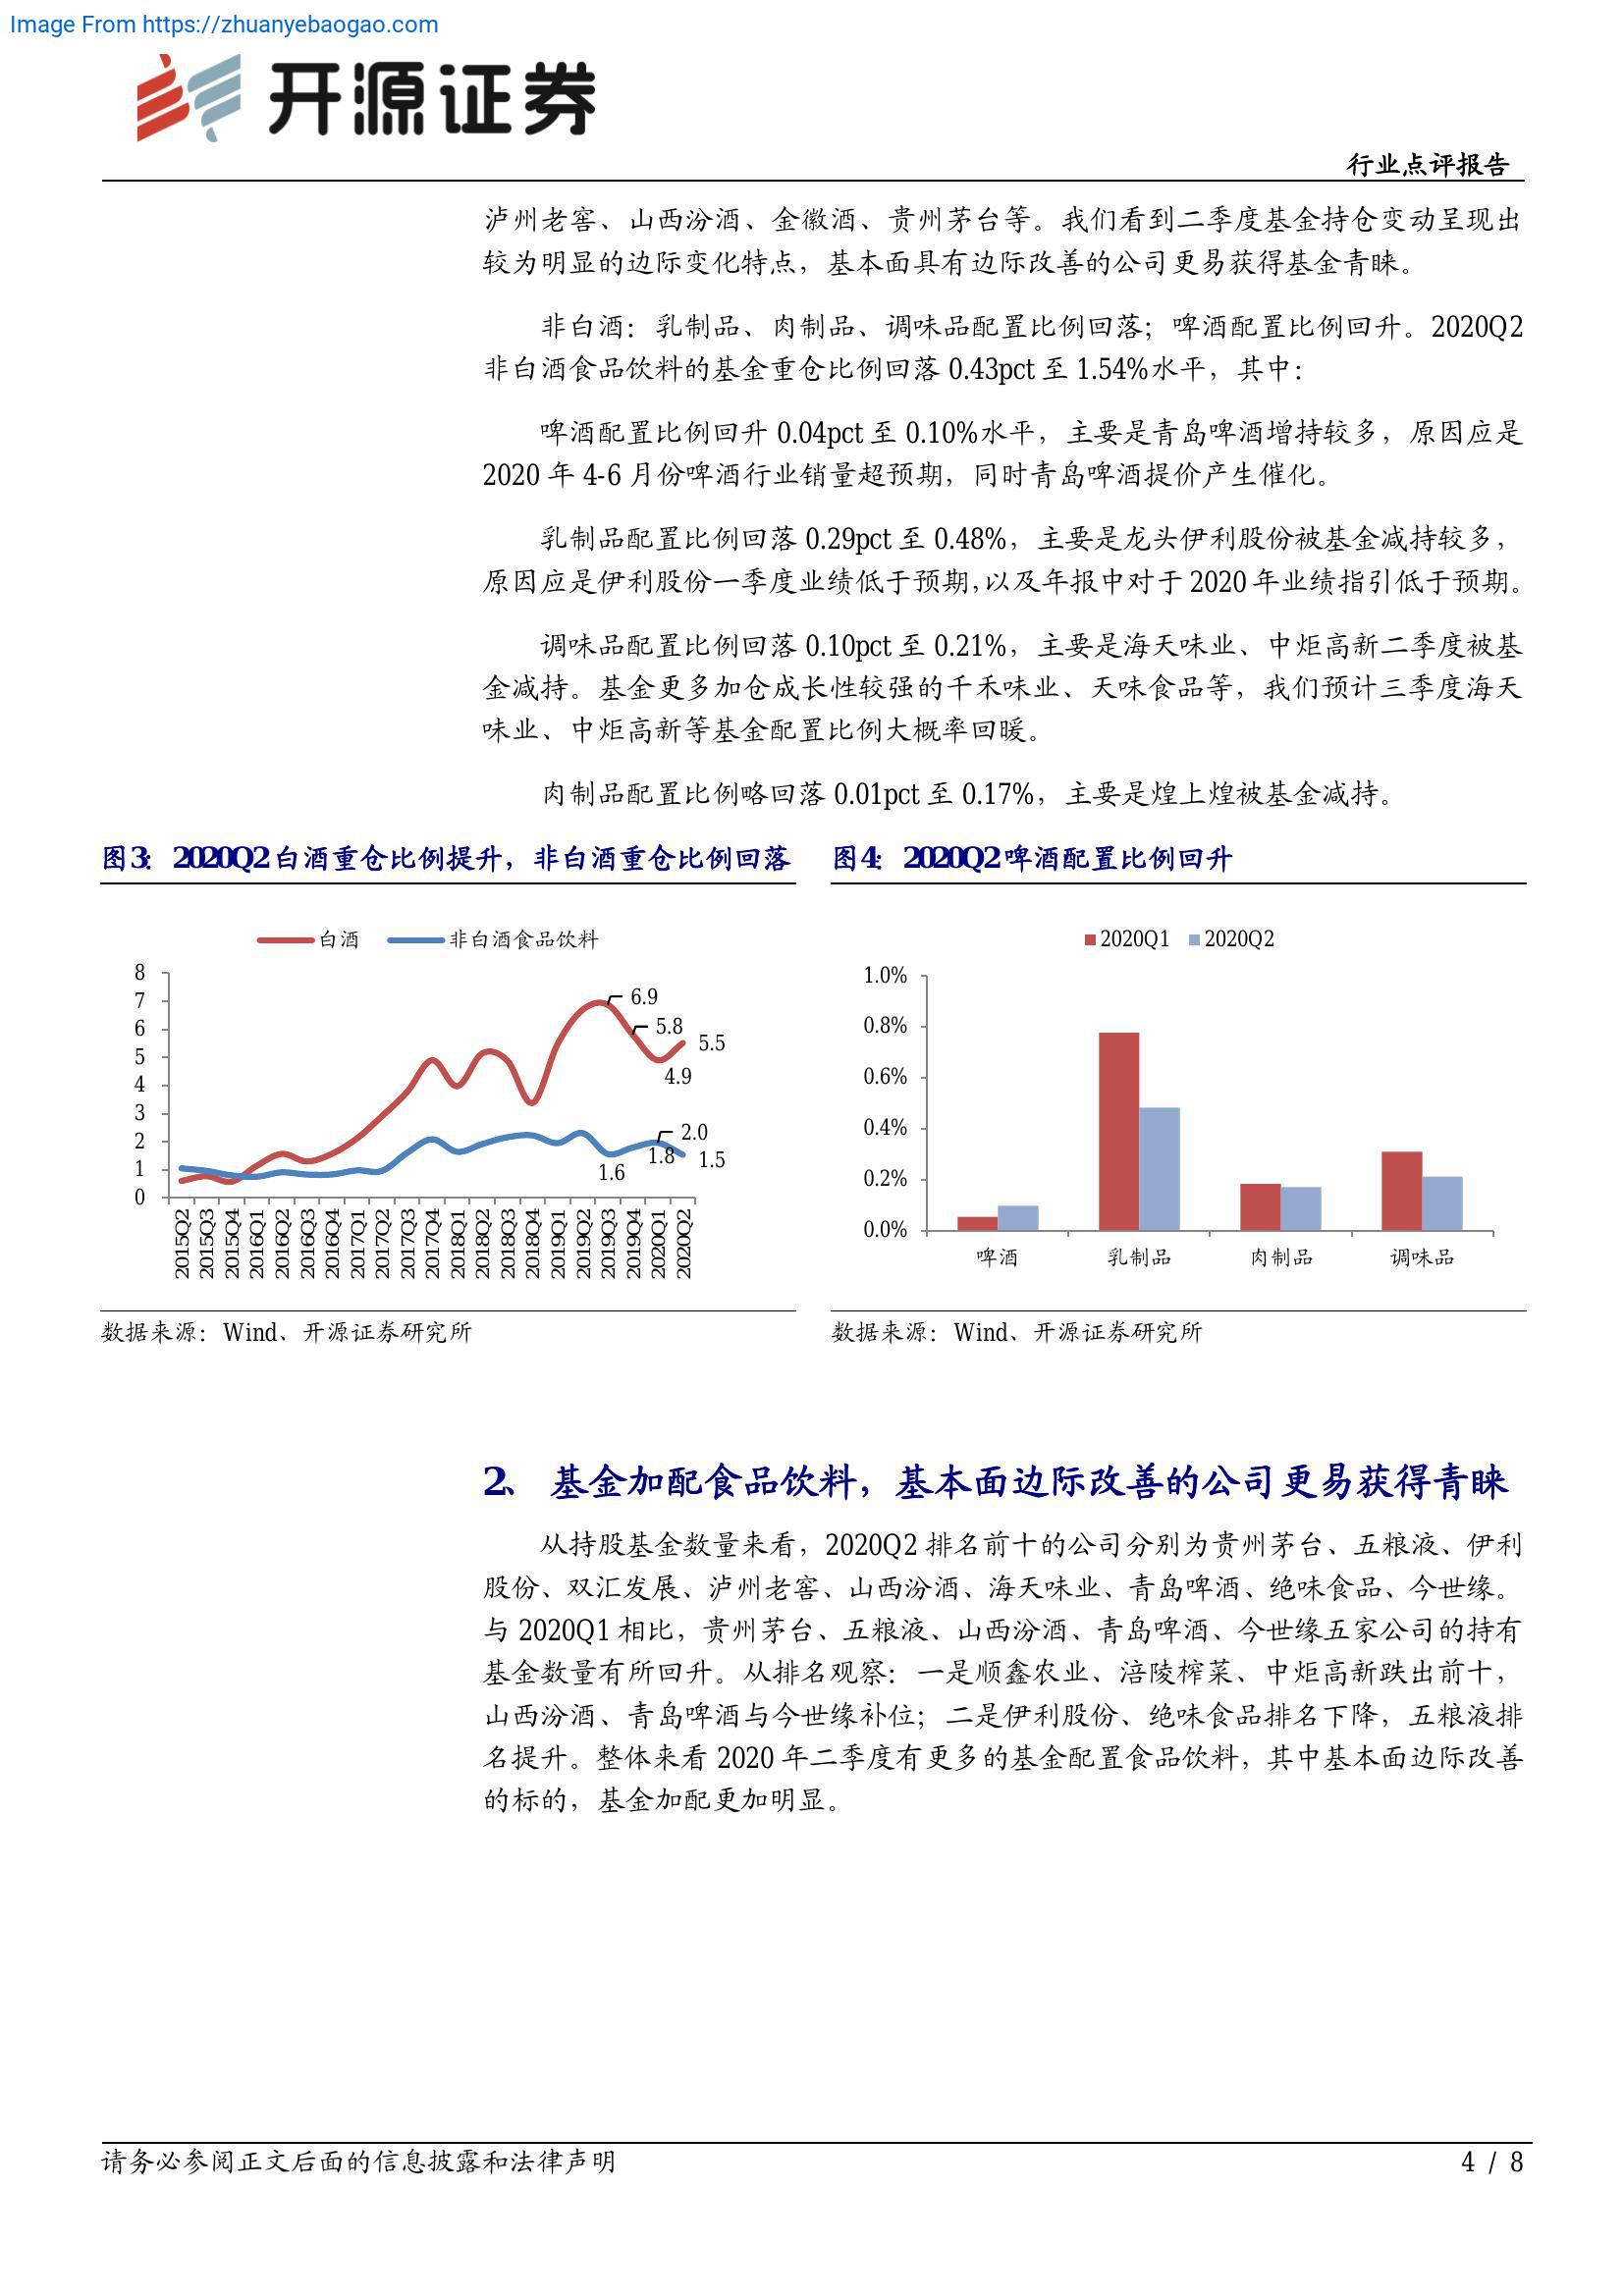 Image From https://zhuanyebaogao.com
开源证券
行业点评报告
泸州老窖、山西汾酒、金徽酒、贵州茅台等。我们看到二季度基金持仓变动呈现出
较为明显的边际变化特点，基本面具有边际改善的公司更易获得基金青睐。
非白酒：乳制品、肉制品、调味品配置比例回落；啤酒配置比例回升。2020Q2
非白酒食品饮料的基金重仓比例回落 0.43pct 至 1.54%水平，其中：
啤酒配置比例回升 0.04pct 至 0.10%水平，主要是青岛啤酒增持较多，原因应是
2020 年 4-6 月份啤酒行业销量超预期，同时青岛啤酒提价产生催化。
乳制品配置比例回落 0.29pct 至 0.48%，主要是龙头伊利股份被基金减持较多，
原因应是伊利股份一季度业绩低于预期，以及年报中对于 2020 年业绩指引低于预期。
调味品配置比例回落 0.10pct 至 0.21%，主要是海天味业、中炬高新二季度被基
金减持。基金更多加仓成长性较强的千禾味业、天味食品等，我们预计三季度海天
味业、中炬高新等基金配置比例大概率回暖。
肉制品配置比例略回落 0.01pct 至 0.17%，主要是煌上煌被基金减持。
图3：2020Q2 白酒重仓比例提升，非白酒重仓比例回落
白酒 非白酒食品饮料
8
7
6
5
4
3
2
1
0
6.9
5.8
5.5
4.9
2.0
1.8
1.5
1.6
2015Q2 2015Q3 2015Q4 2016Q1 2016Q2 2016Q3 2016Q4 2017Q1 2017Q2 2017Q3 2017Q4 2018Q1 2018Q2 2018Q3 2018Q4 2019Q1 2019Q2 2019Q3 2019Q4 2020Q1 2020Q2
数据来源：Wind、开源证券研究所
图4：2020Q2 啤酒配置比例回升
2020Q1 2020Q2
1.0%
0.8%
0.6%
0.4%
0.2%
0.0%
啤酒 乳制品 肉制品 调味品
数据来源：Wind、开源证券研究所
2、 基金加配食品饮料，基本面边际改善的公司更易获得青睐
从持股基金数量来看，2020Q2 排名前十的公司分别为贵州茅台、五粮液、伊利
股份、双汇发展、泸州老窖、山西汾酒、海天味业、青岛啤酒、绝味食品、今世缘。
与 2020Q1 相比，贵州茅台、五粮液、山西汾酒、青岛啤酒、今世缘五家公司的持有
基金数量有所回升。从排名观察：一是顺鑫农业、涪陵榨菜、中炬高新跌出前十，
山西汾酒、青岛啤酒与今世缘补位；二是伊利股份、绝味食品排名下降，五粮液排
名提升。整体来看 2020 年二季度有更多的基金配置食品饮料，其中基本面边际改善
的标的，基金加配更加明显。
请务必参阅正文后面的信息披露和法律声明
4 / 8